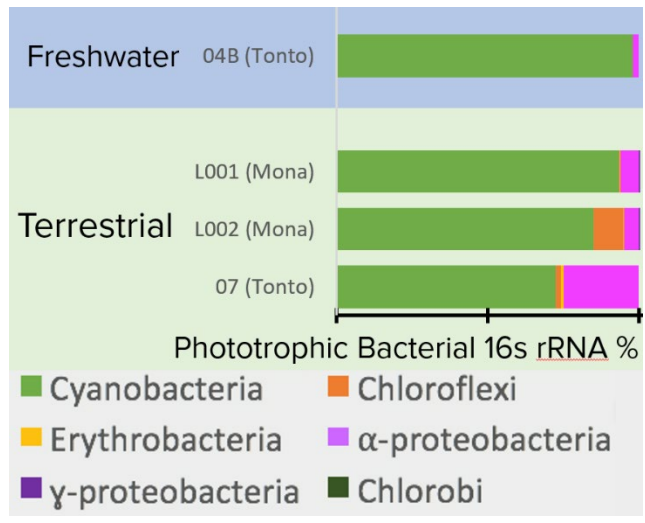 Freshwater 04B (Tonto)
L001 (Mona)
Terrestrial L002 (Mona)
07 (Tonto)
Phototrophic Bacterial 16s rRNA %
Cyanobacteria Chloroflexi
Erythrobacteria α-proteobacteria
ɣ-proteobacteria Chlorobi